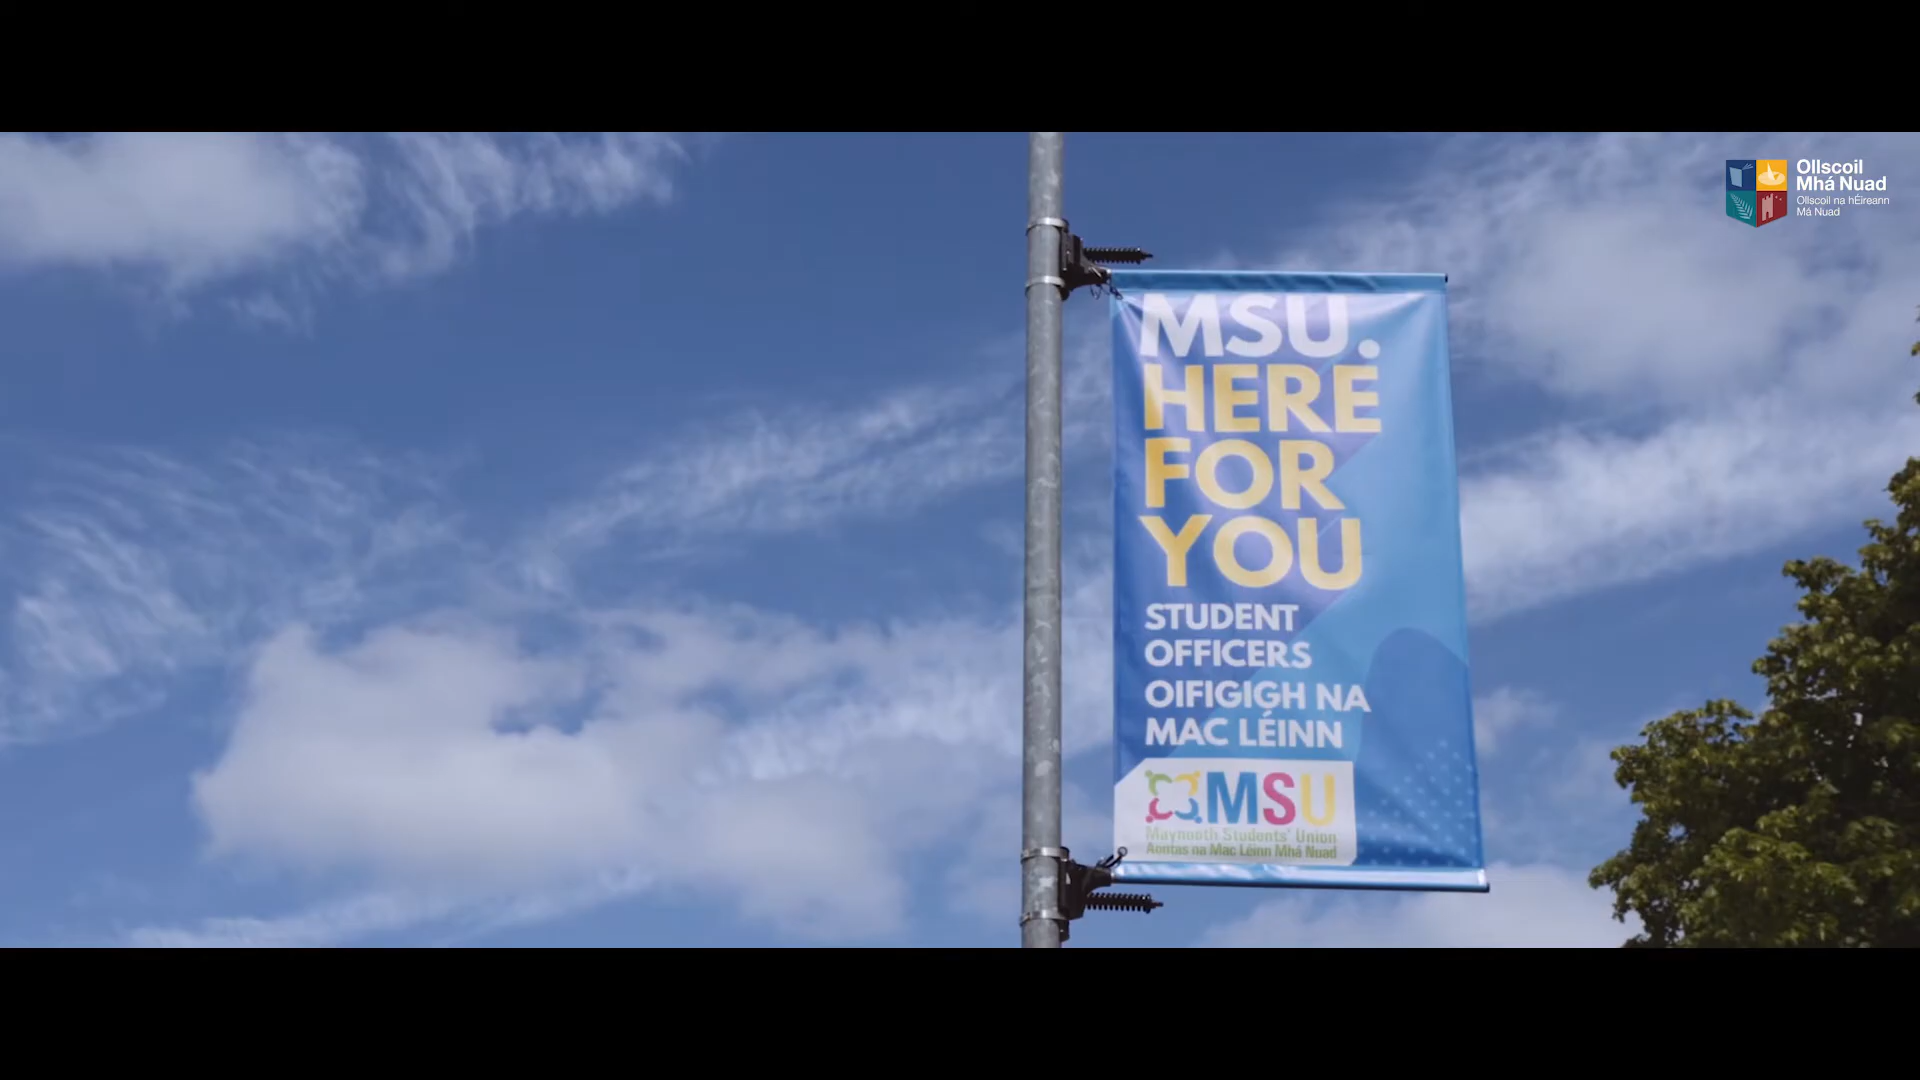 MSU.
HERE
FOR
YOU
STUDENT
OFFICERS
OIFIGIGH NA
MAC LÉINN
MSU
Maynooth Students' Union
Aontas na Mac Léinn Mhá Nuad
Ollscoil
Mhá Nuad
Ollscoil na hÉireann
Má Nuad